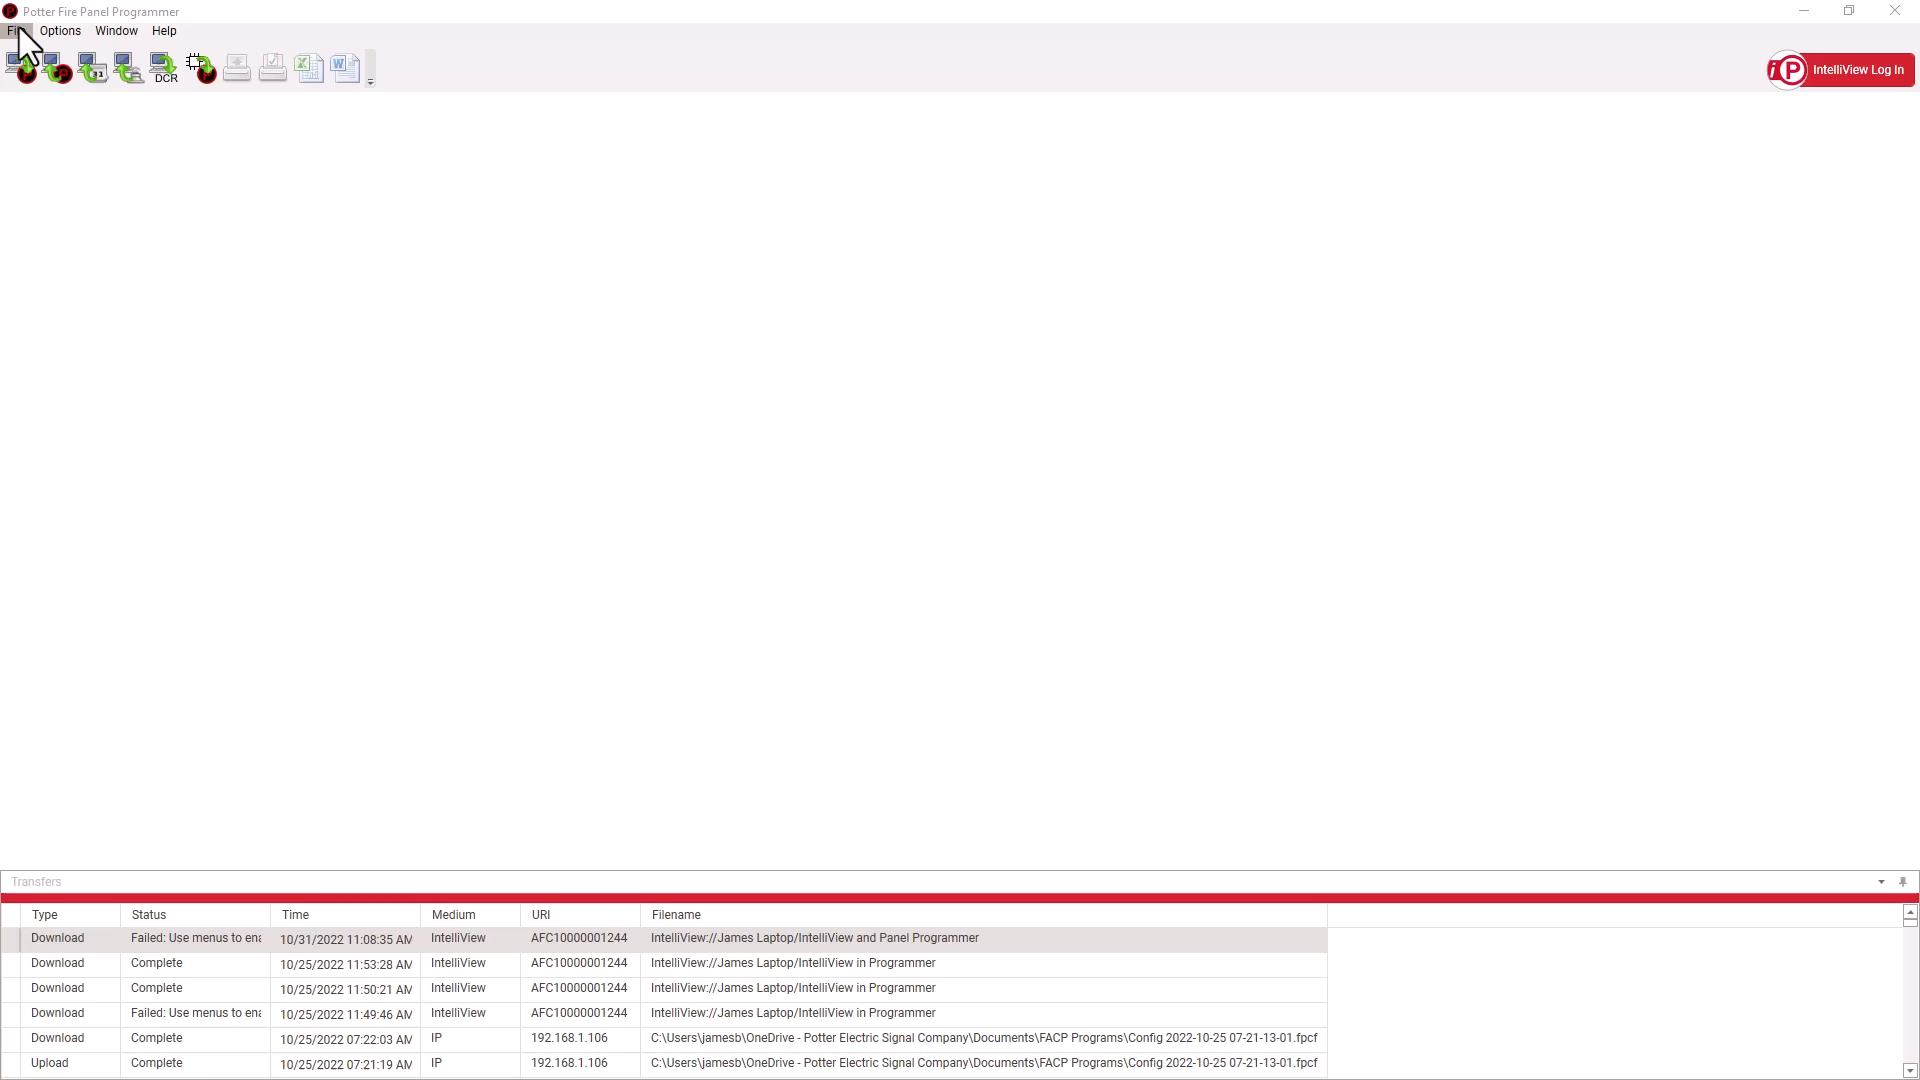 Potter Fire Panel Programmer
Options Window Help
DCR
IntelliView Log In
Transfers
Type Status Time Medium URI Filename
Download Failed: Use menus to ena 10/31/2022 11:08:35 AM IntelliView AFC10000001244 IntelliView://James Laptop/IntelliView and Panel Programmer
Download Complete 10/25/2022 11:53:28 AM IntelliView AFC10000001244 IntelliView://James Laptop/IntelliView in Programmer
Download Complete 10/25/2022 11:50:21 AM IntelliView AFC10000001244 IntelliView://James Laptop/IntelliView in Programmer
Download Failed: Use menus to ena 10/25/2022 11:49:46 AM IntelliView AFC10000001244 IntelliView://James Laptop/IntelliView in Programmer
Download Complete 10/25/2022 07:22:03 AM IP 192.168.1.106 C:\Users\jamesb\OneDrive - Potter Electric Signal Company\Documents\FACP Programs\Config 2022-10-25 07-21-13-01.fpcf
Upload Complete 10/25/2022 07:21:19 AM IP 192.168.1.106 C:\Users\jamesb\OneDrive - Potter Electric Signal Company\Documents\FACP Programs\Config 2022-10-25 07-21-13-01.fpcf